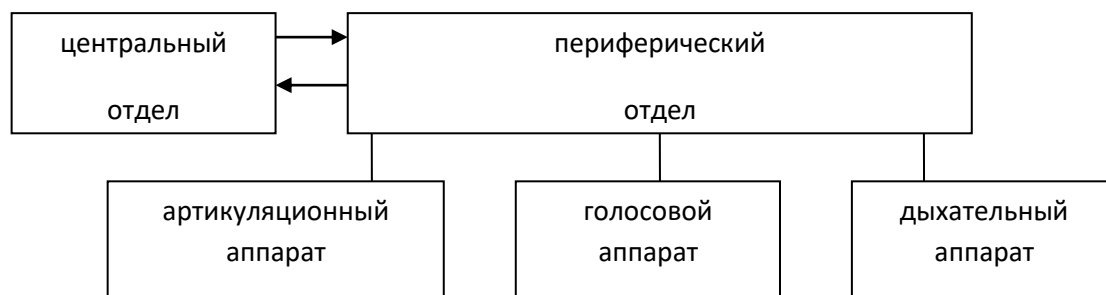 центральный
отдел
периферический
отдел
артикуляционный
аппарат
голосовой
аппарат
дыхательный
аппарат